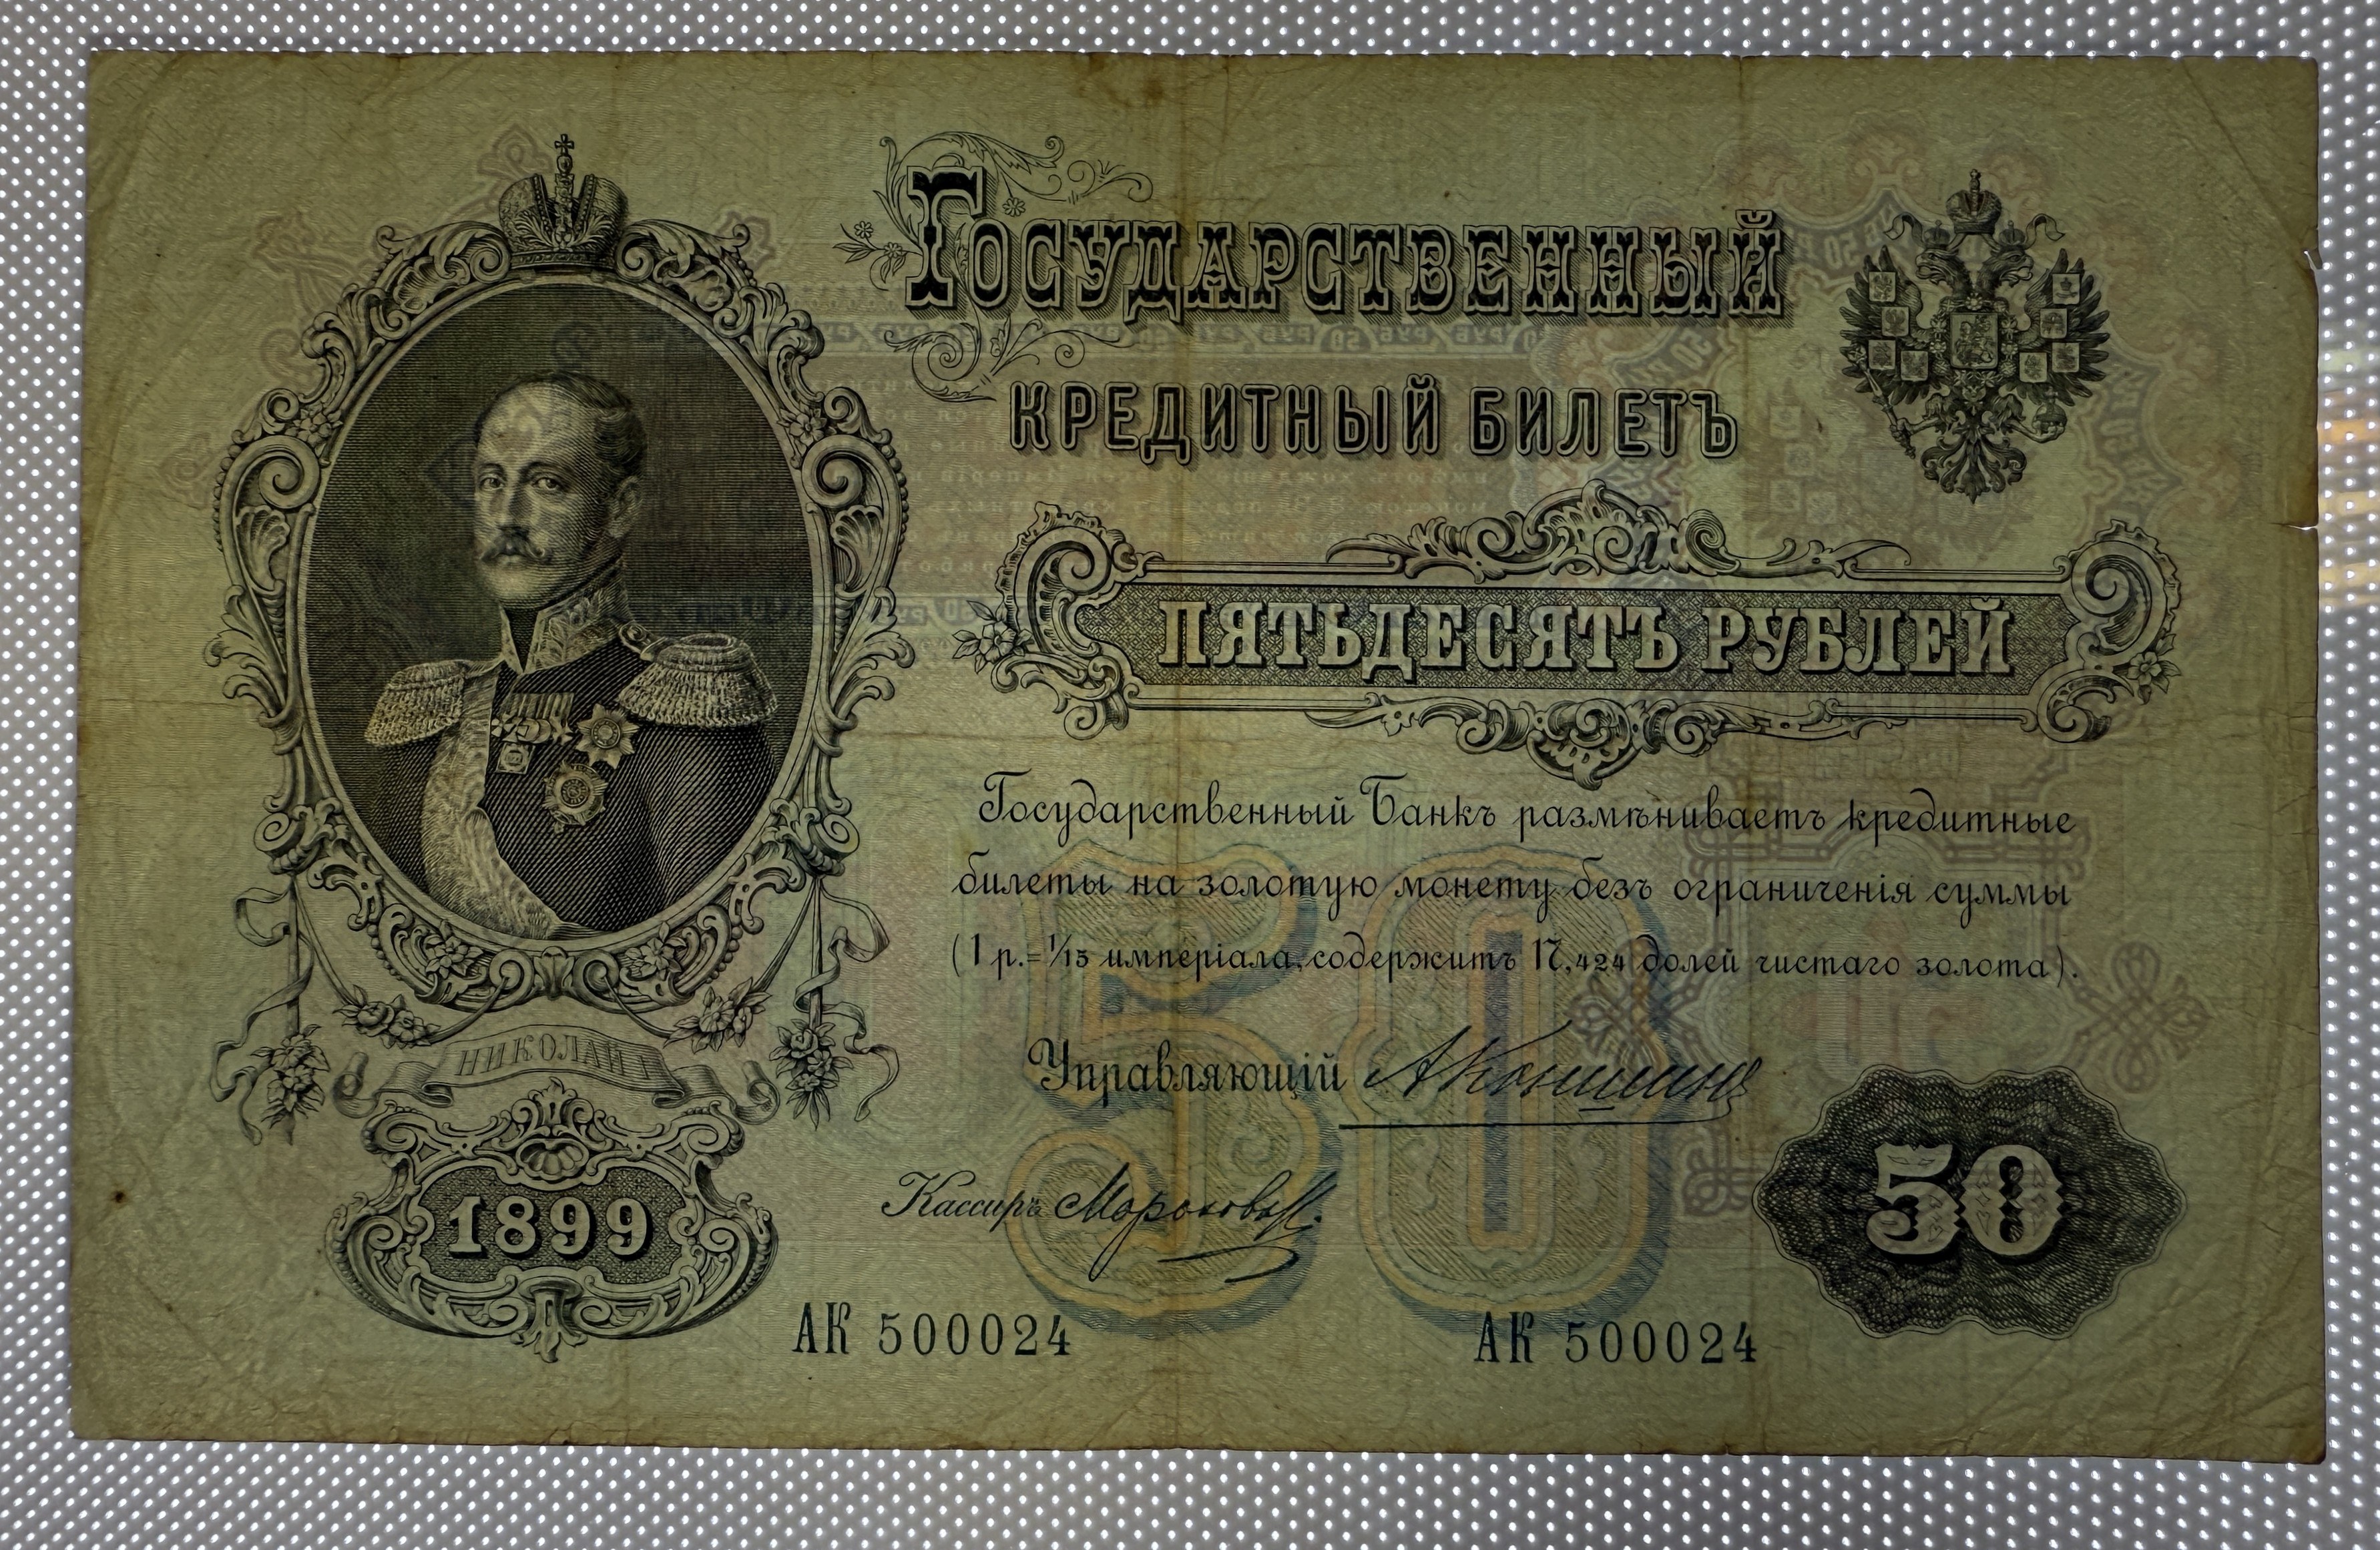 Государственный
КРЕДИТНЫЙ БИЛЕТЪ
ПЯТЬДЕСЯТЪ РУБЛЕЙ
Государственный Банкъ размѣниваетъ кредитные
билеты на золотую монету безъ ограниченія суммы
(1 р.=1/15 имперіала, содержитъ 17,424 долей чистаго золота).
НИКОЛАЙ I
Управляющій АКоншинъ
1899
Кассиръ
50
АК 500024
АК 500024